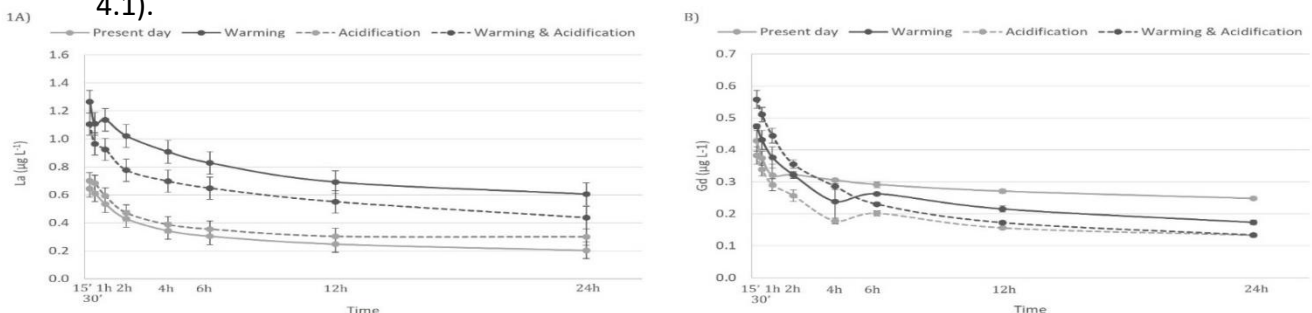 4.1).
1A)
Present day Warming Acidification Warming & Acidification
1.6
1.4
1.2
1.0
0.8
0.6
0.4
0.2
0.0
La (µg L⁻¹)
15' 1h 2h 4h 6h 12h 24h
30'
Time
B)
Present day Warming Acidification Warming & Acidification
0.7
0.6
0.5
0.4
0.3
0.2
0.1
0.0
Gd (µg L-1)
15' 1h 2h 4h 6h 12h 24h
30'
Time